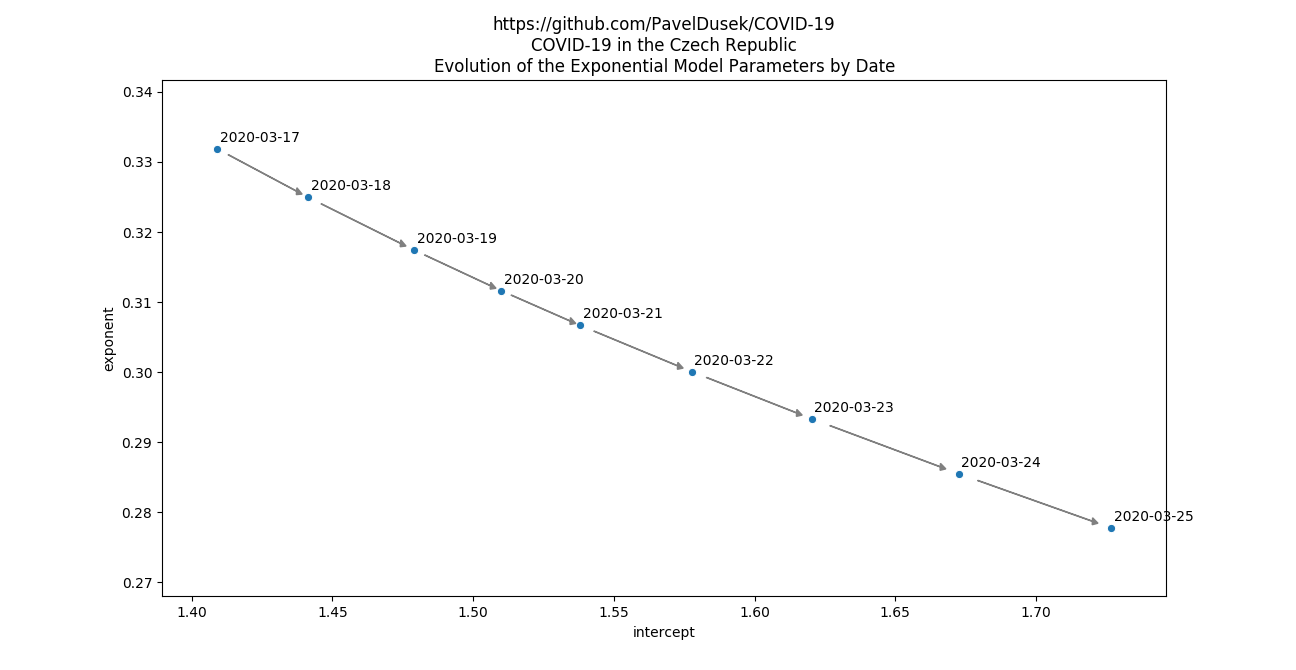 https://github.com/PavelDusek/COVID-19
COVID-19 in the Czech Republic
Evolution of the Exponential Model Parameters by Date
0.34
0.33
0.32
0.31
0.30
0.29
0.28
0.27
exponent
2020-03-17
2020-03-18
2020-03-19
2020-03-20
2020-03-21
2020-03-22
2020-03-23
2020-03-24
2020-03-25
1.40 1.45 1.50 1.55 1.60 1.65 1.70
intercept